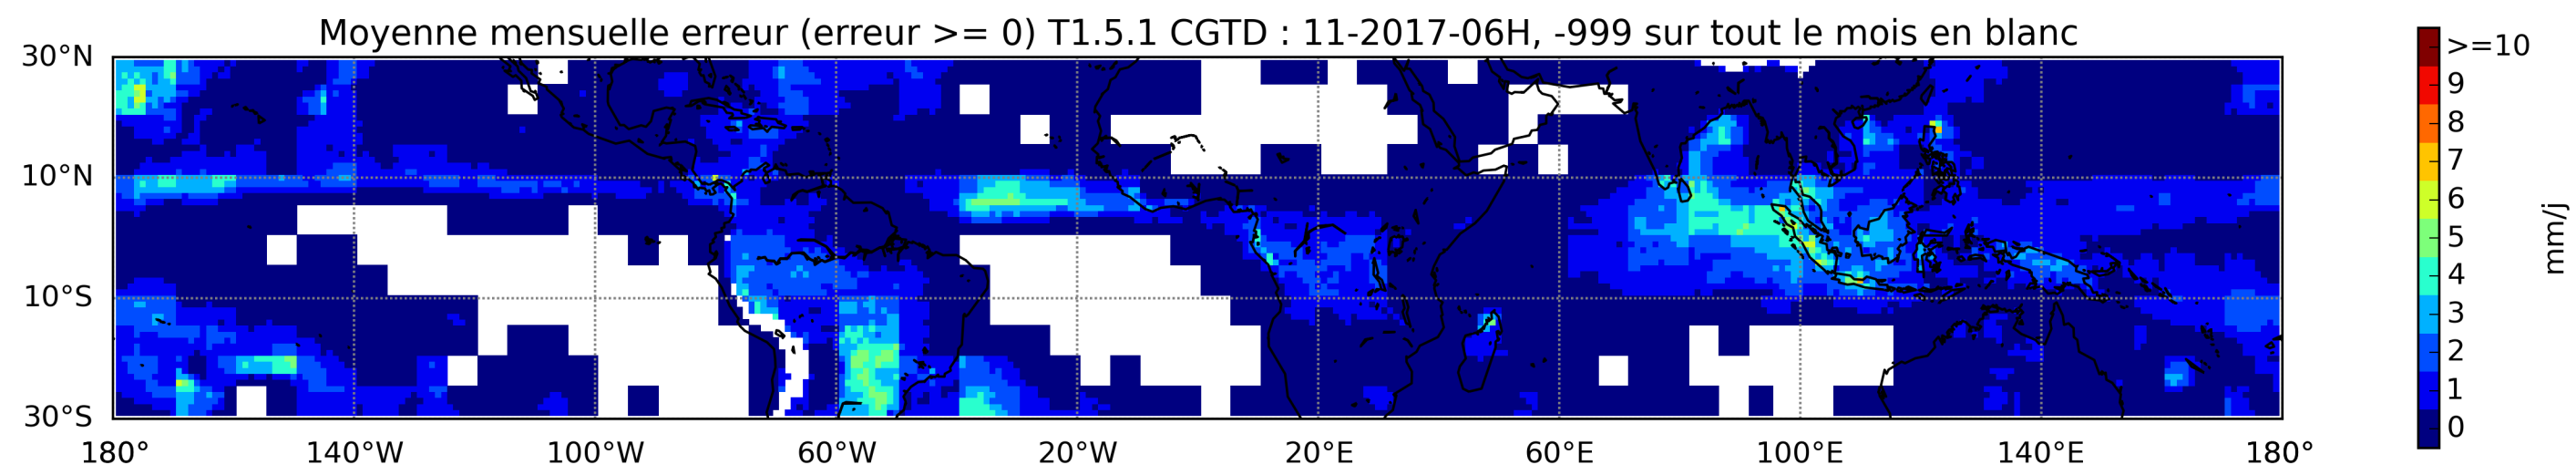 Moyenne mensuelle erreur (erreur >= 0) T1.5.1 CGTD : 11-2017-06H, -999 sur tout le mois en blanc
30°N
10°N
10°S
30°S
180° 140°W 100°W 60°W 20°W 20°E 60°E 100°E 140°E 180°
>=10
9
8
7
6
5
4
3
2
1
0
mm/j